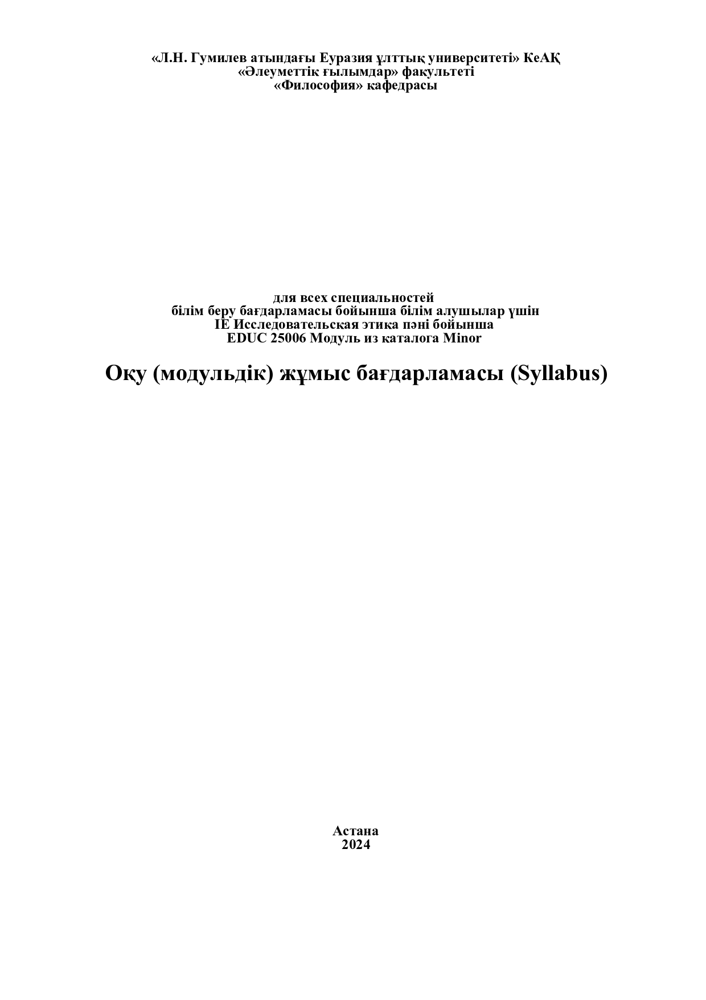 «Л.Н. Гумилев атындағы Еуразия ұлттық университеті» КеАҚ
«Әлеуметтік ғылымдар» факультеті
«Философия» кафедрасы
для всех специальностей
білім беру бағдарламасы бойынша білім алушылар үшін
IE Исследовательская этика пәні бойынша
EDUC 25006 Модуль из каталога Minor
Оқу (модульдік) жұмыс бағдарламасы (Syllabus)
Астана
2024